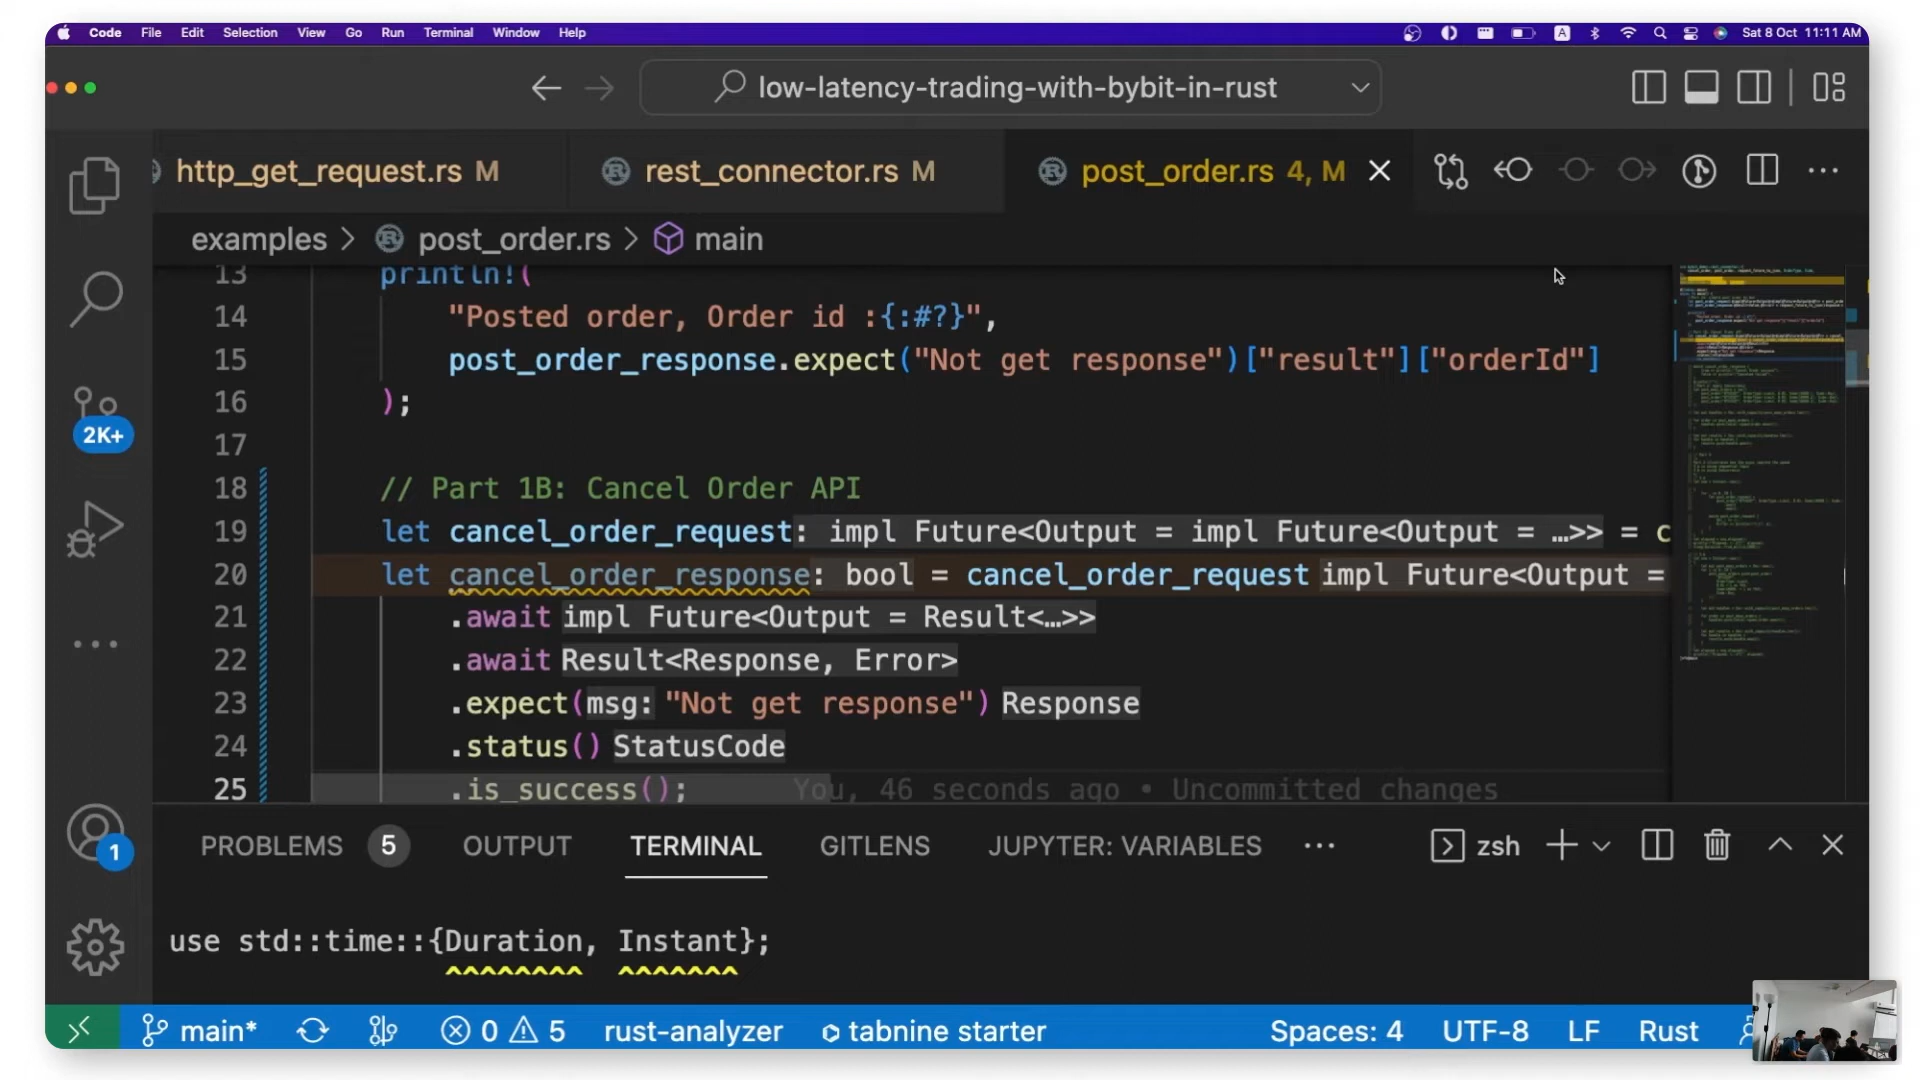 Code File Edit Selection View Go Run Terminal Window Help A Sat 8 Oct 11:11 AM
low-latency-trading-with-bybit-in-rust
http_get_request.rs M rest_connector.rs M post_order.rs 4, M
examples > post_order.rs > main
13 println!(
14 "Posted order, Order id :{:#?}",
15 post_order_response.expect("Not get response")["result"]["orderId"]
16 );
17
18 // Part 1B: Cancel Order API
19 let cancel_order_request: impl Future<Output = impl Future<Output = …>> = c
20 let cancel_order_response: bool = cancel_order_request impl Future<Output =
21 .await impl Future<Output = Result<…>>
22 .await Result<Response, Error>
23 .expect(msg: "Not get response") Response
24 .status() StatusCode
25 .is_success(); You, 46 seconds ago • Uncommitted changes
2K+
1
PROBLEMS 5 OUTPUT TERMINAL GITLENS JUPYTER: VARIABLES ... zsh
use std::time::{Duration, Instant};
^^^^^^^^ ^^^^^^^
main* 0 5 rust-analyzer tabnine starter Spaces: 4 UTF-8 LF Rust